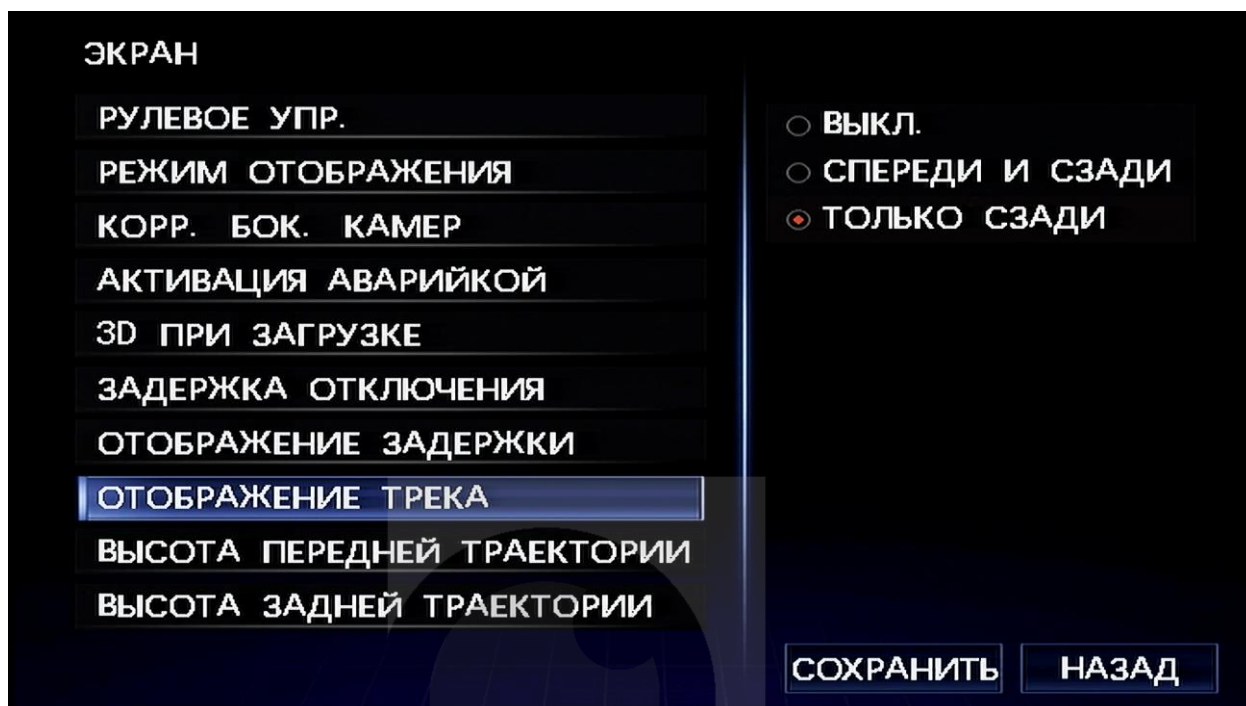 ЭКРАН
РУЛЕВОЕ УПР.
РЕЖИМ ОТОБРАЖЕНИЯ
КОРР. БОК. КАМЕР
АКТИВАЦИЯ АВАРИЙКОЙ
3D ПРИ ЗАГРУЗКЕ
ЗАДЕРЖКА ОТКЛЮЧЕНИЯ
ОТОБРАЖЕНИЕ ЗАДЕРЖКИ
ОТОБРАЖЕНИЕ ТРЕКА
ВЫСОТА ПЕРЕДНЕЙ ТРАЕКТОРИИ
ВЫСОТА ЗАДНЕЙ ТРАЕКТОРИИ
ВЫКЛ.
СПЕРЕДИ И СЗАДИ
ТОЛЬКО СЗАДИ
СОХРАНИТЬ
НАЗАД